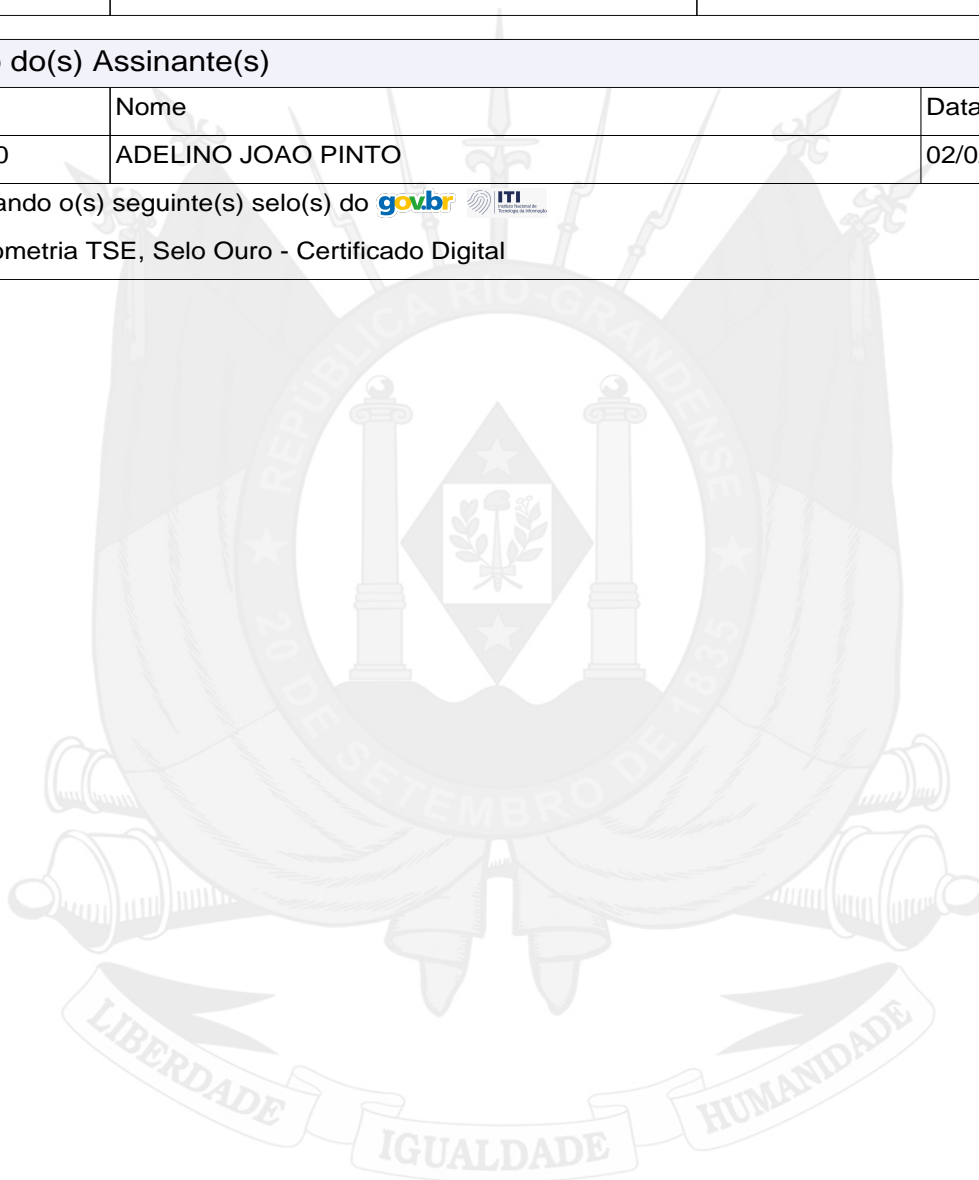 do(s) Assinante(s)
Nome Data
ADELINO JOAO PINTO 02/0
ando o(s) seguinte(s) selo(s) do gov.br ITI
ometria TSE, Selo Ouro - Certificado Digital
REPÚBLICA RIO-GRANDENSE
20 DE SETEMBRO DE 1835
LIBERDADE
IGUALDADE
HUMANIDADE